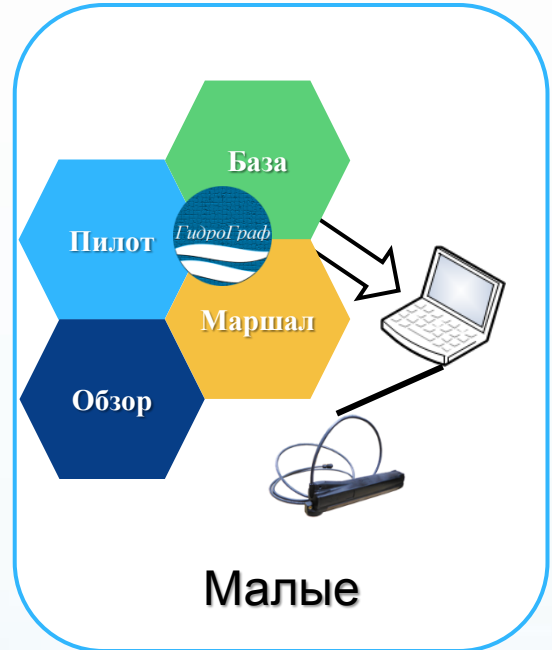 База
Пилот
ГидроГраф
Маршал
Обзор
Малые